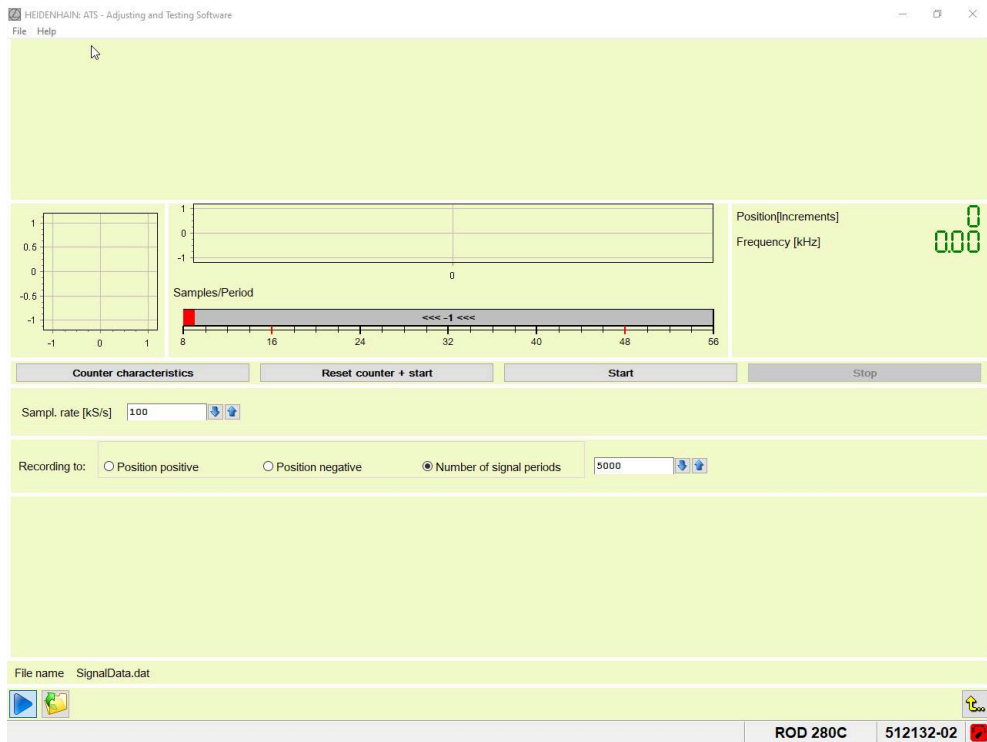 HEIDENHAIN: ATS - Adjusting and Testing Software
File Help
1
0.5
0
-0.5
-1
-1 0 1
1
0
-1
0
Samples/Period
<<< -1 <<<
8 16 24 32 40 48 56
Position[Increments] 0
Frequency [kHz] 0.00
Counter characteristics Reset counter + start Start Stop
Sampl. rate [kS/s] 100
Recording to: Position positive Position negative Number of signal periods 5000
File name SignalData.dat
ROD 280C 512132-02